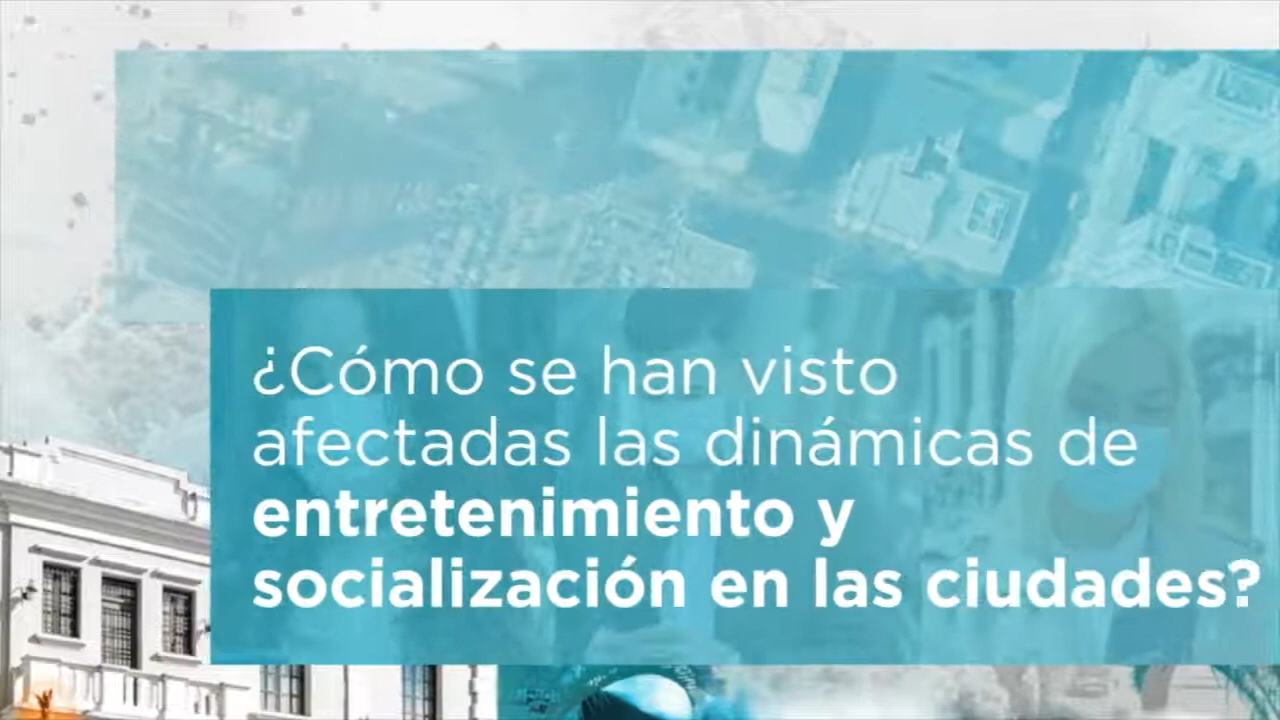 ¿Cómo se han visto
afectadas las dinámicas de
entretenimiento y
socialización en las ciudades?